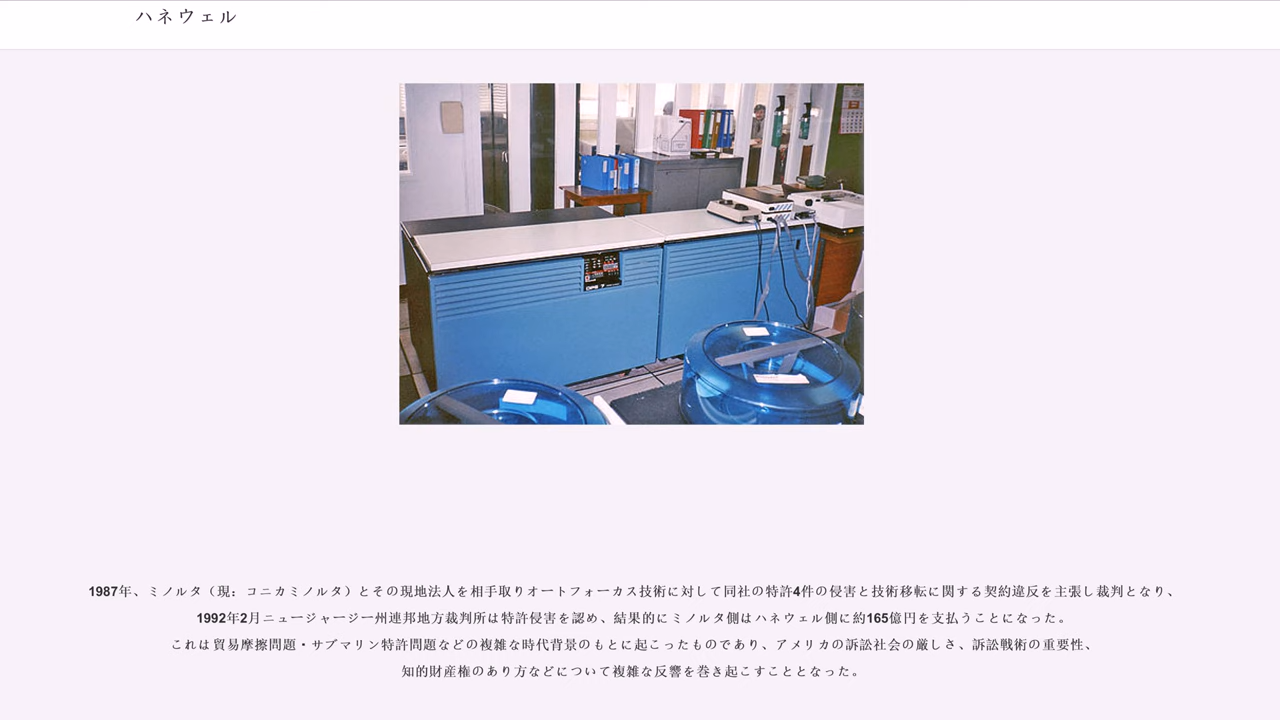 ハネウェル
1987年、ミノルタ（現：コニカミノルタ）とその現地法人を相手取りオートフォーカス技術に対して同社の特許4件の侵害と技術移転に関する契約違反を主張し裁判となり、
1992年2月ニュージャージー州連邦地方裁判所は特許侵害を認め、結果的にミノルタ側はハネウェル側に約165億円を支払うことになった。
これは貿易摩擦問題・サブマリン特許問題などの複雑な時代背景のもとに起こったものであり、アメリカの訴訟社会の厳しさ、訴訟戦術の重要性、
知的財産権のあり方などについて複雑な反響を巻き起こすこととなった。